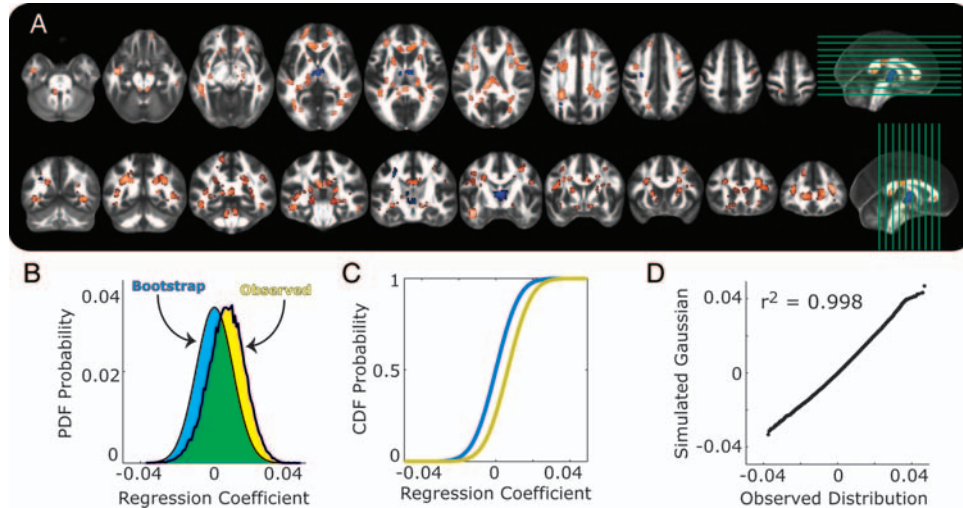 A
B
C
D
0.04
0.02
0
PDF Probability
Bootstrap
Observed
-0.04
0
0.04
Regression Coefficient
1
0.5
0
CDF Probability
-0.04
0
0.04
Regression Coefficient
r² = 0.998
0.04
0
-0.04
Simulated Gaussian
-0.04
0
0.04
Observed Distribution